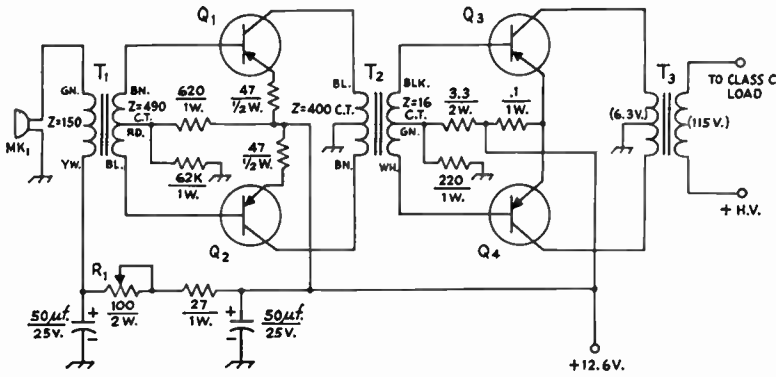 Q1
Q3
T1
GN.
Z=150
YW.
MK1
BN.
Z=490
C.T.
RD.
BL.
620
1W.
62K
1W.
47
1/2W.
47
1/2W.
Q2
BL.
Z=400 C.T.
BN.
T2
BLK.
Z=16
C.T.
GN.
WH.
3.3
2W.
.1
1W.
220
1W.
Q4
T3
(6.3V.)
(115V.)
TO CLASS C
LOAD
+ H.V.
R1
100
2W.
27
1W.
50µf.
25V.
+
-
50µf.
25V.
+
-
+12.6V.